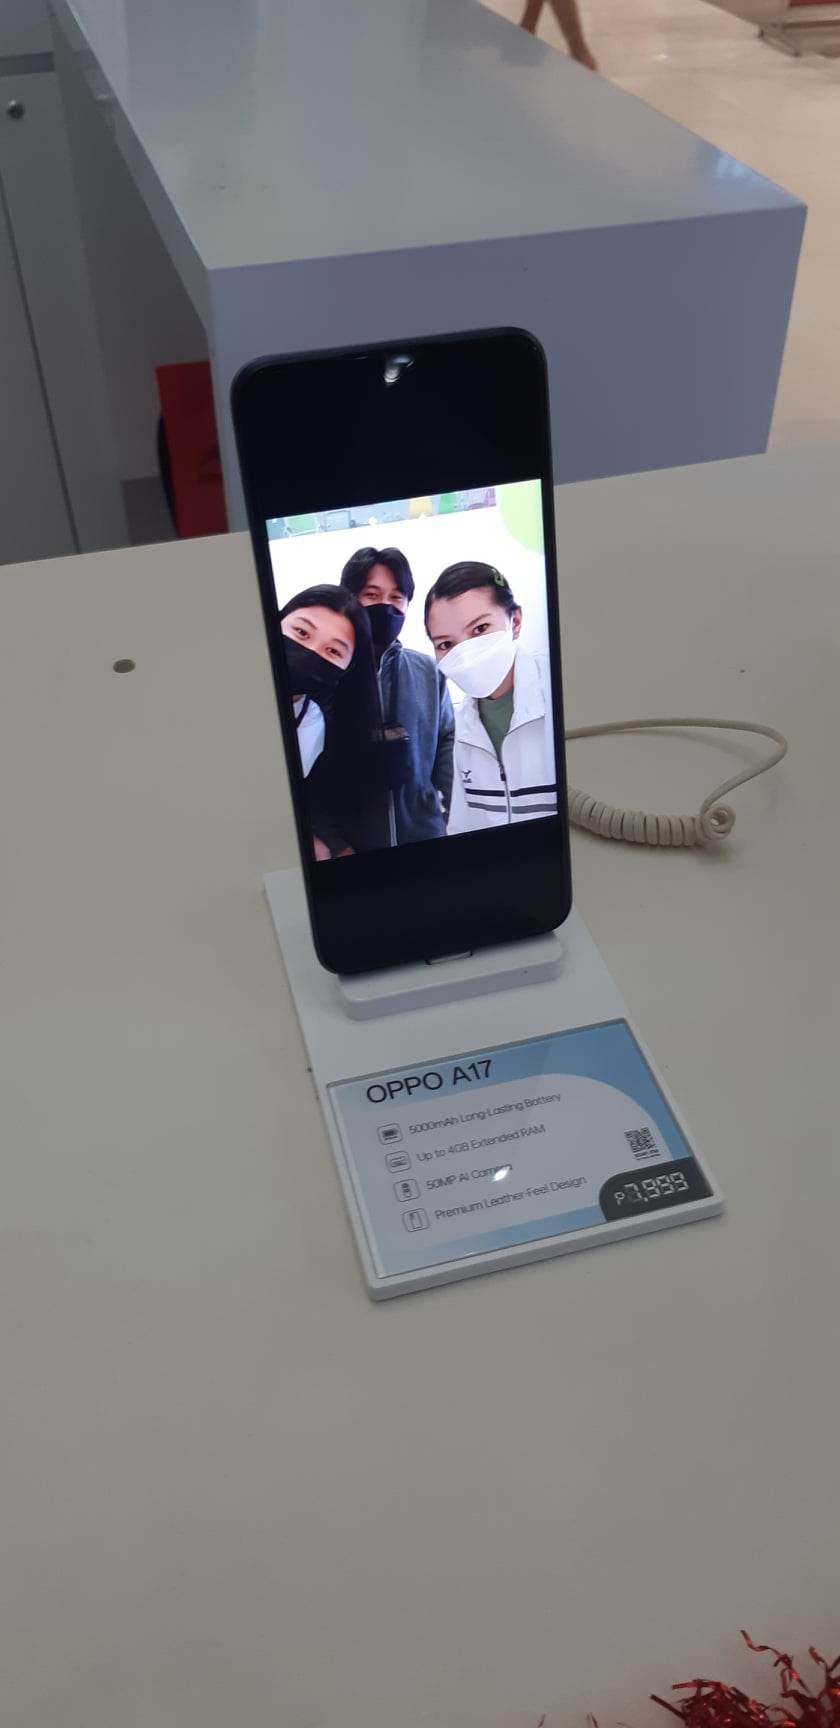 OPPO A17
5000mAh Long-Lasting Battery
Up to 4GB Extended RAM
50MP AI Camera
Premium Leather-Feel Design
₱7,999